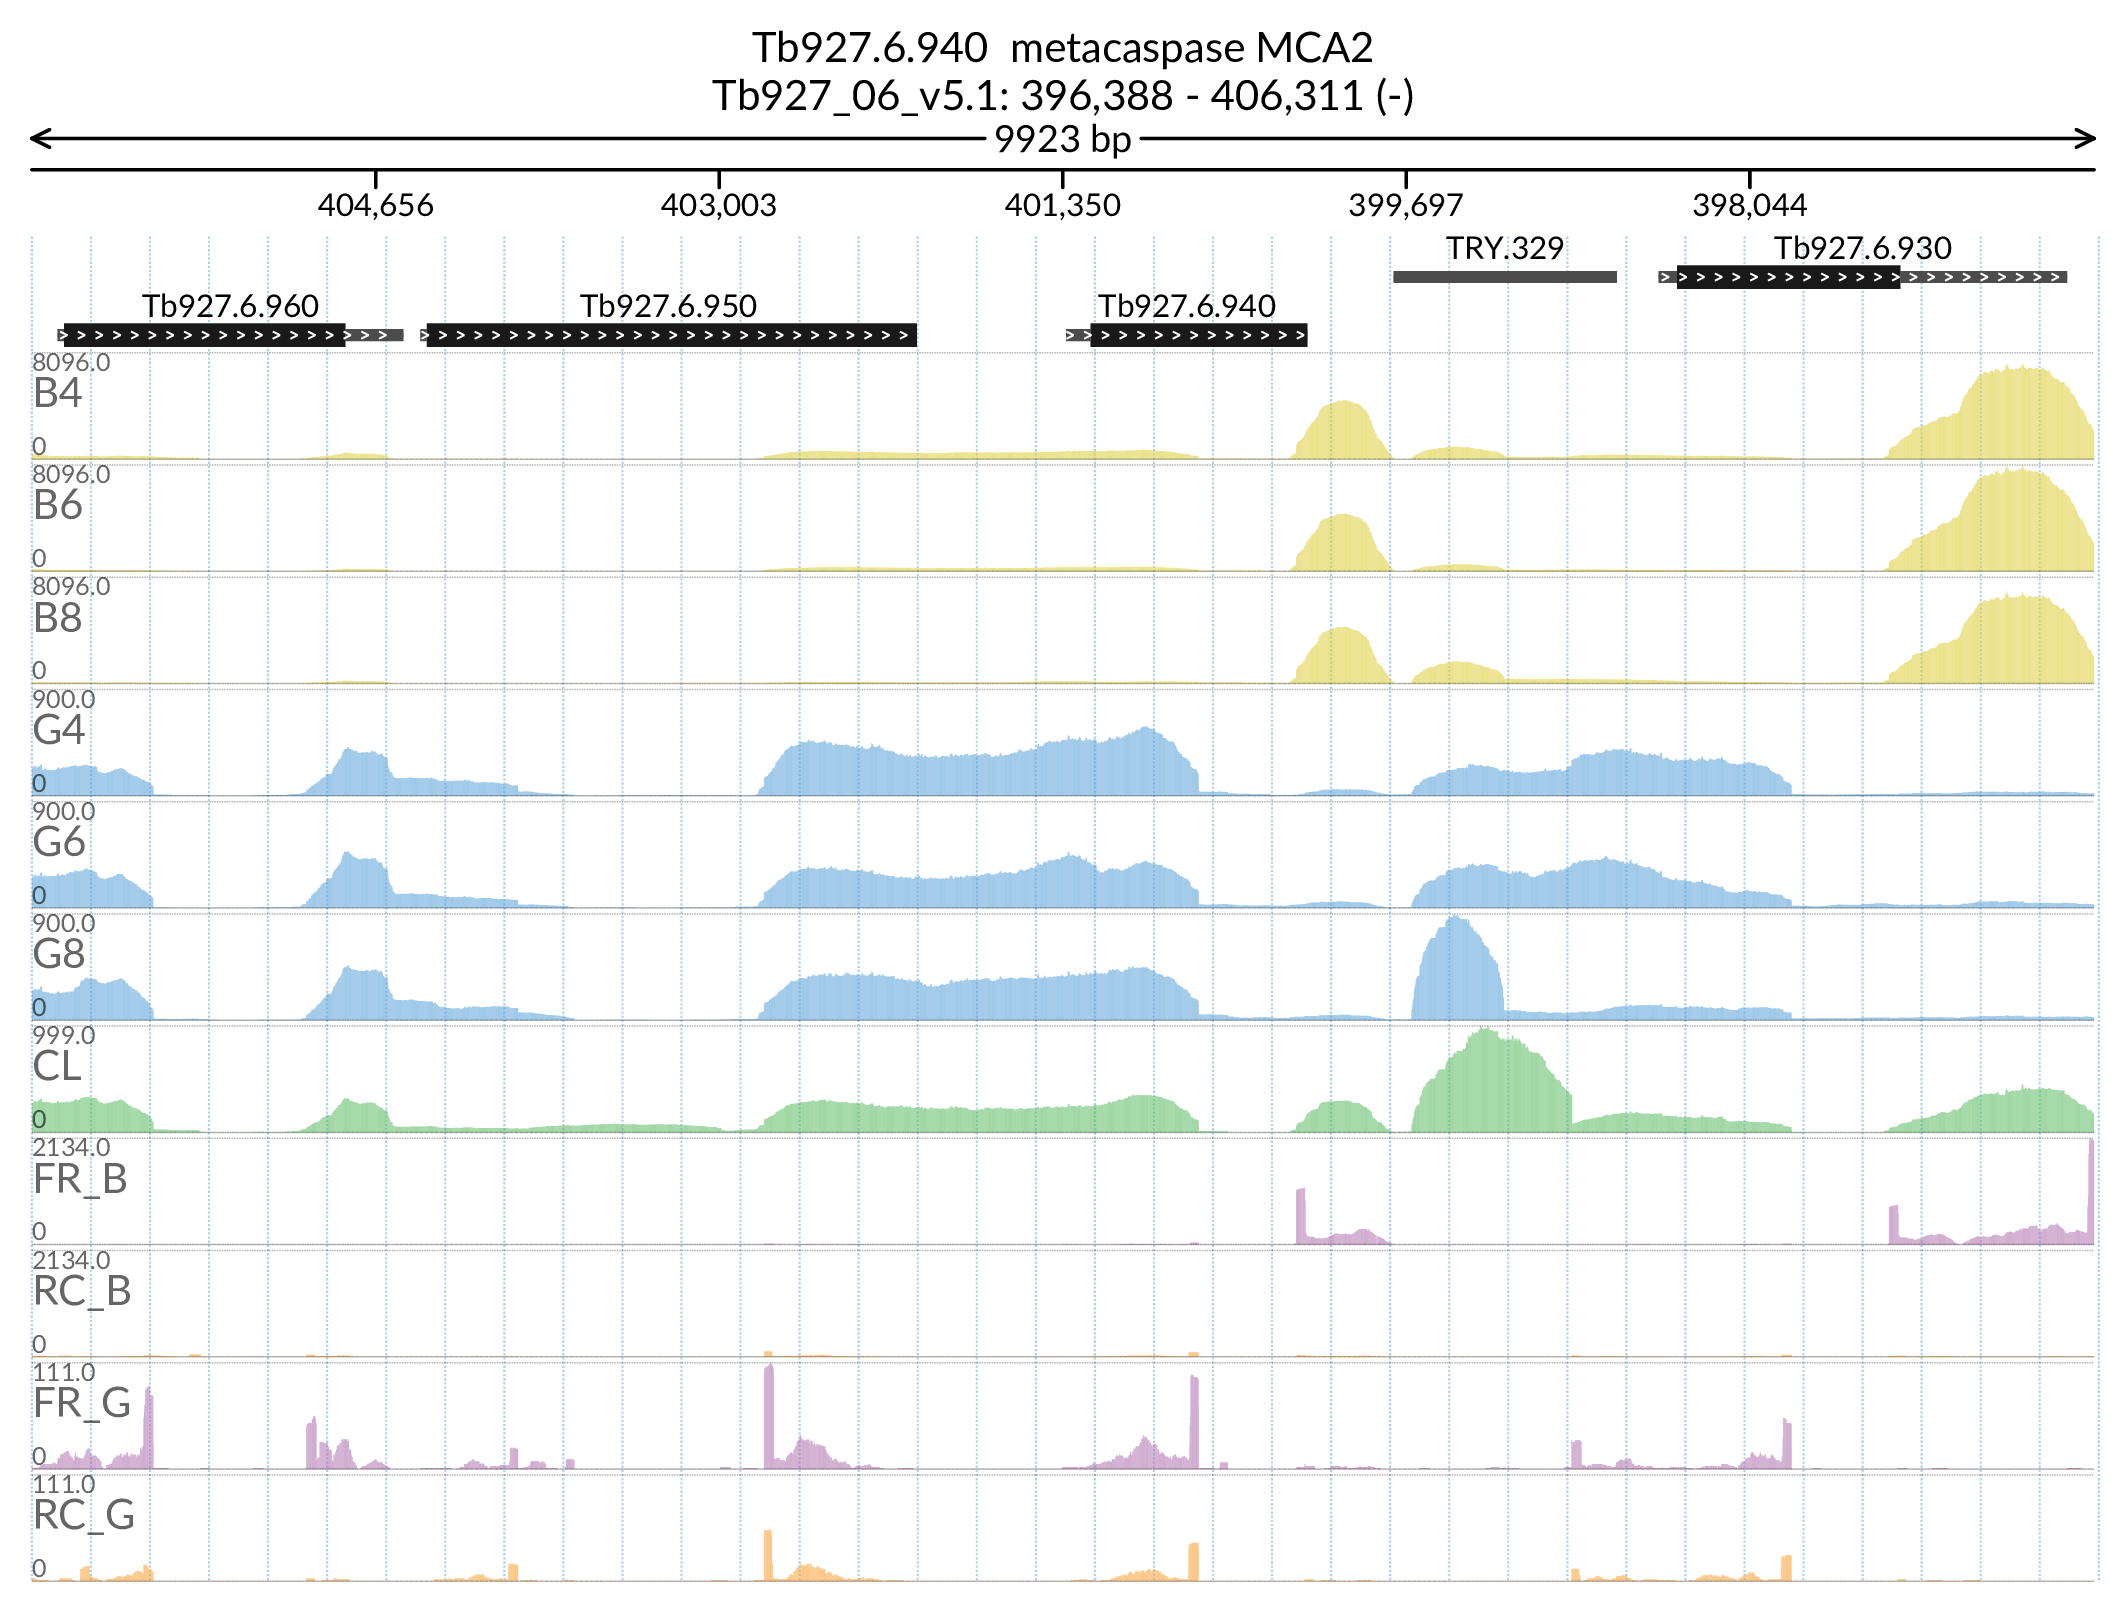 Tb927.6.940 metacaspase MCA2
Tb927_06_v5.1: 396,388 - 406,311 (-)
9923 bp
404,656 403,003 401,350 399,697 398,044
TRY.329 Tb927.6.930
Tb927.6.960 Tb927.6.950 Tb927.6.940
8096.0
B4
0
8096.0
B6
0
8096.0
B8
0
900.0
G4
0
900.0
G6
0
900.0
G8
0
999.0
CL
0
2134.0
FR_B
0
2134.0
RC_B
0
111.0
FR_G
0
111.0
RC_G
0